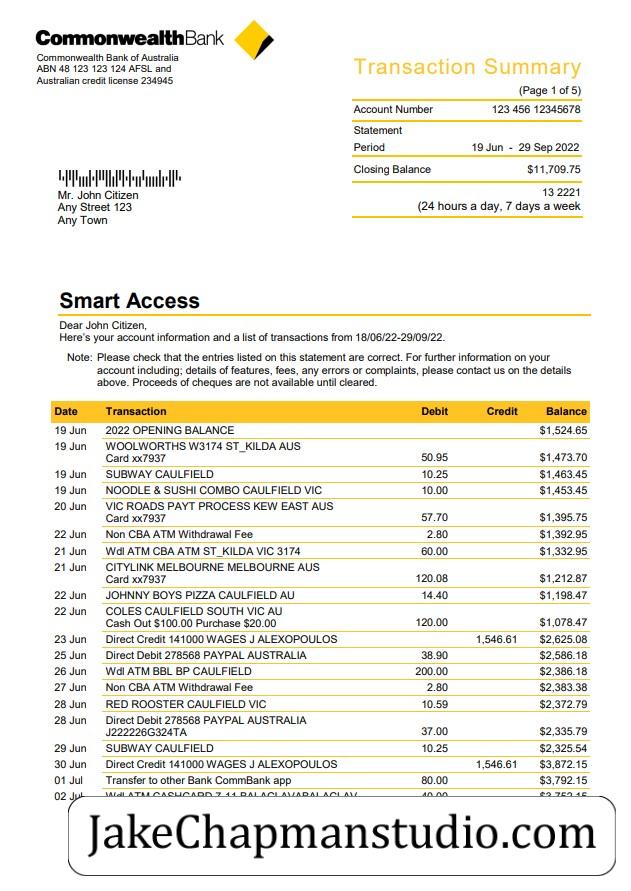 CommonwealthBank
Commonwealth Bank of Australia
ABN 48 123 123 124 AFSL and
Australian credit license 234945
Transaction Summary
(Page 1 of 5)
Account Number 123 456 12345678
Statement
Period 19 Jun - 29 Sep 2022
Closing Balance $11,709.75
13 2221
(24 hours a day, 7 days a week
Mr. John Citizen
Any Street 123
Any Town
Smart Access
Dear John Citizen,
Here's your account information and a list of transactions from 18/06/22-29/09/22.
Note: Please check that the entries listed on this statement are correct. For further information on your
account including; details of features, fees, any errors or complaints, please contact us on the details
above. Proceeds of cheques are not available until cleared.
Date Transaction Debit Credit Balance
19 Jun 2022 OPENING BALANCE $1,524.65
19 Jun WOOLWORTHS W3174 ST_KILDA AUS
Card xx7937 50.95 $1,473.70
19 Jun SUBWAY CAULFIELD 10.25 $1,463.45
19 Jun NOODLE & SUSHI COMBO CAULFIELD VIC 10.00 $1,453.45
20 Jun VIC ROADS PAYT PROCESS KEW EAST AUS
Card xx7937 57.70 $1,395.75
22 Jun Non CBA ATM Withdrawal Fee 2.80 $1,392.95
21 Jun Wdl ATM CBA ATM ST_KILDA VIC 3174 60.00 $1,332.95
21 Jun CITYLINK MELBOURNE MELBOURNE AUS
Card xx7937 120.08 $1,212.87
22 Jun JOHNNY BOYS PIZZA CAULFIELD AU 14.40 $1,198.47
22 Jun COLES CAULFIELD SOUTH VIC AU
Cash Out $100.00 Purchase $20.00 120.00 $1,078.47
23 Jun Direct Credit 141000 WAGES J ALEXOPOULOS 1,546.61 $2,625.08
25 Jun Direct Debit 278568 PAYPAL AUSTRALIA 38.90 $2,586.18
26 Jun Wdl ATM BBL BP CAULFIELD 200.00 $2,386.18
27 Jun Non CBA ATM Withdrawal Fee 2.80 $2,383.38
28 Jun RED ROOSTER CAULFIELD VIC 10.59 $2,372.79
28 Jun Direct Debit 278568 PAYPAL AUSTRALIA
J222226G324TA 37.00 $2,335.79
29 Jun SUBWAY CAULFIELD 10.25 $2,325.54
30 Jun Direct Credit 141000 WAGES J ALEXOPOULOS 1,546.61 $3,872.15
01 Jul Transfer to other Bank CommBank app 80.00 $3,792.15
02 Jul Wdl ATM CASHCARD 7-11 40.00 $3,752.15
JakeChapmanstudio.com